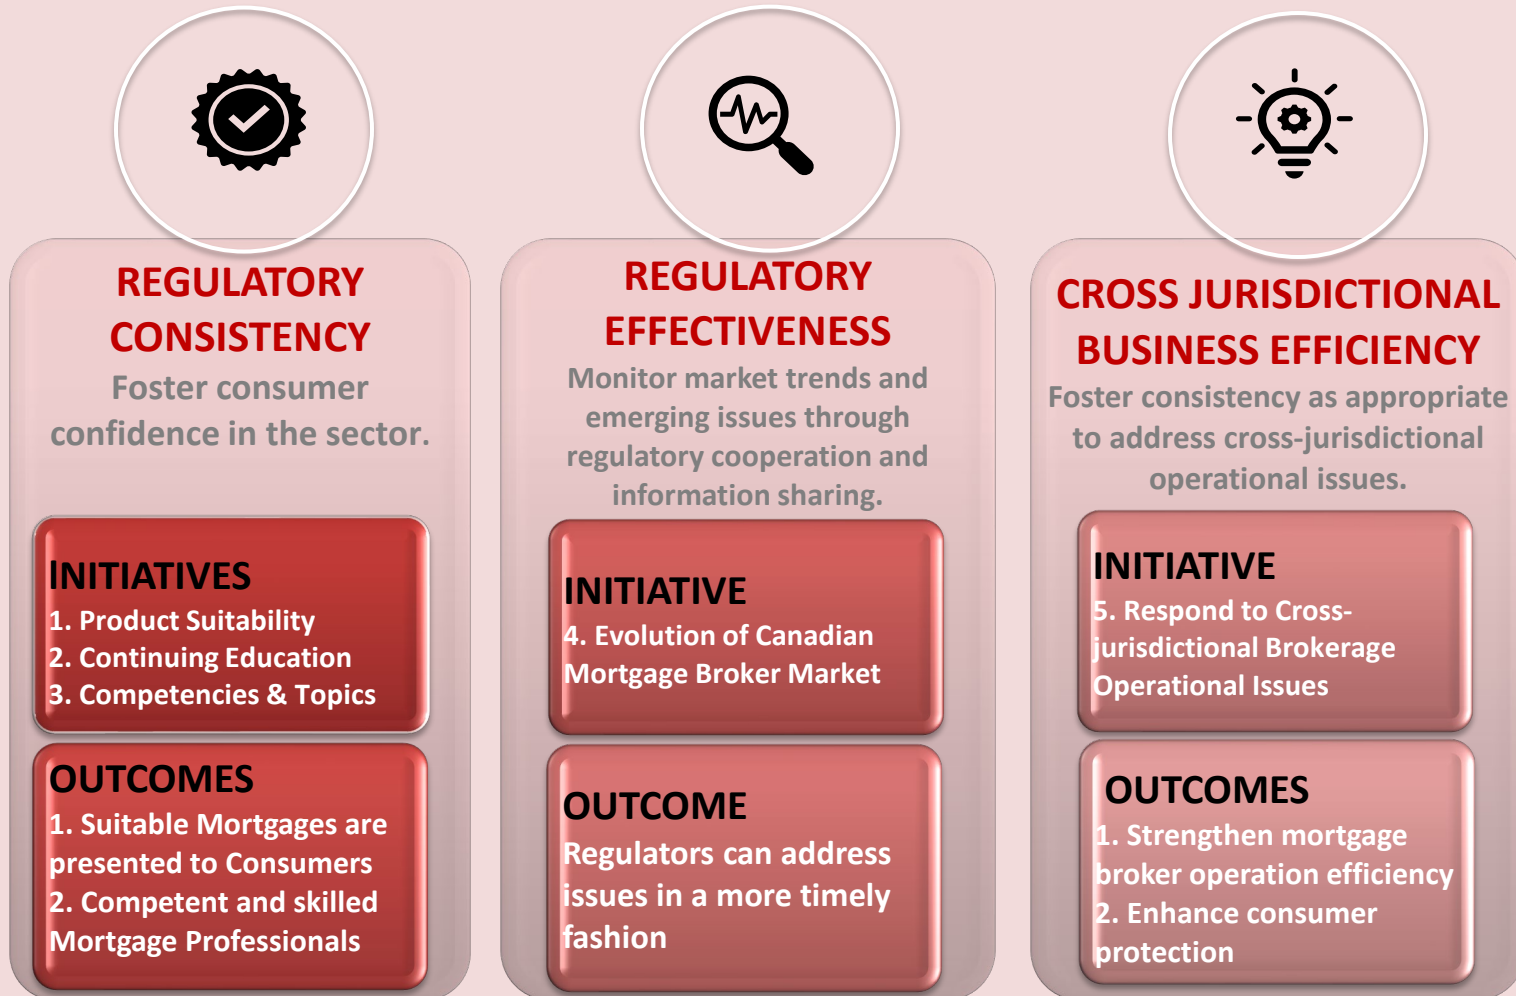 REGULATORY
CONSISTENCY
Foster consumer
confidence in the sector.
INITIATIVES
1. Product Suitability
2. Continuing Education
3. Competencies & Topics
OUTCOMES
1. Suitable Mortgages are
presented to Consumers
2. Competent and skilled
Mortgage Professionals
REGULATORY
EFFECTIVENESS
Monitor market trends and
emerging issues through
regulatory cooperation and
information sharing.
INITIATIVE
4. Evolution of Canadian
Mortgage Broker Market
OUTCOME
Regulators can address
issues in a more timely
fashion
CROSS JURISDICTIONAL
BUSINESS EFFICIENCY
Foster consistency as appropriate
to address cross-jurisdictional
operational issues.
INITIATIVE
5. Respond to Cross-
jurisdictional Brokerage
Operational Issues
OUTCOMES
1. Strengthen mortgage
broker operation efficiency
2. Enhance consumer
protection